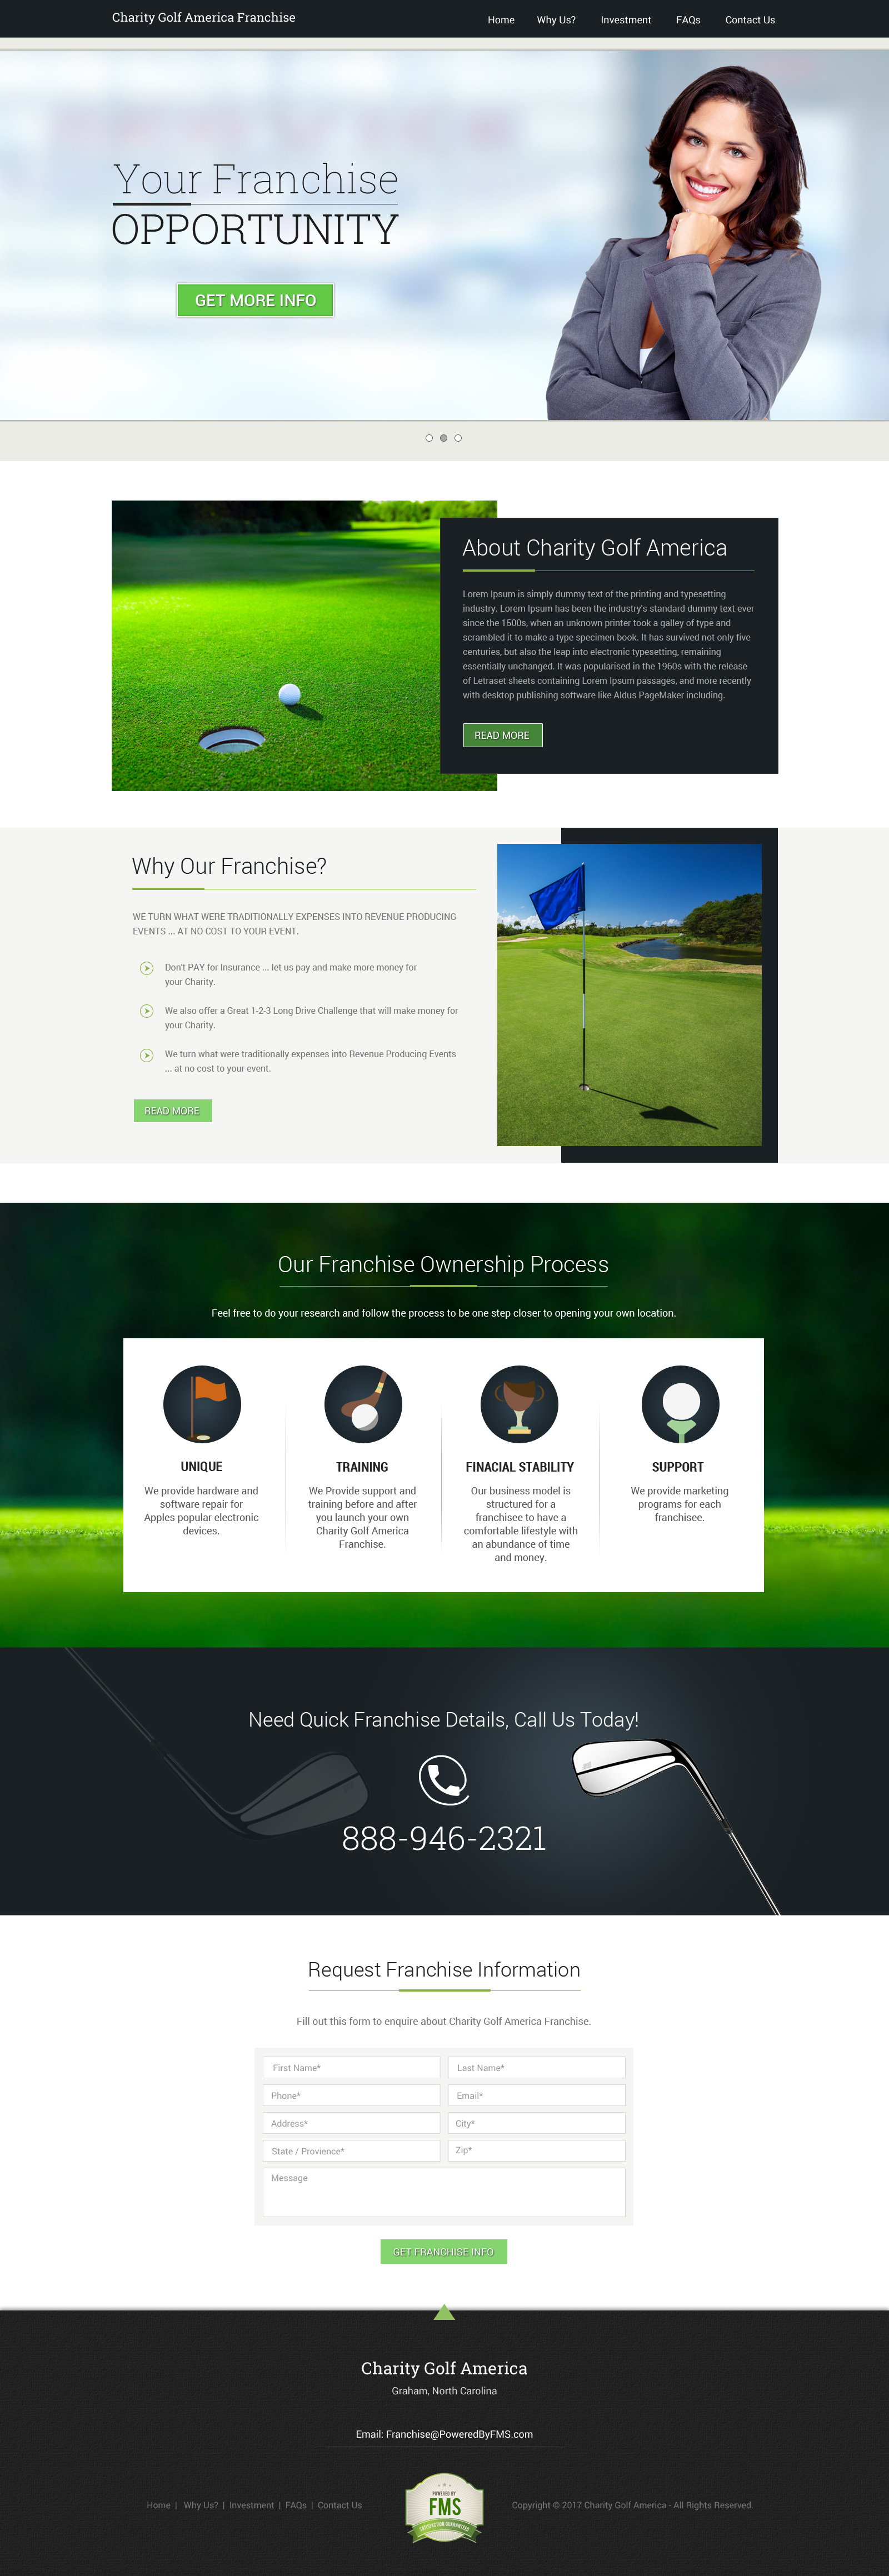 Charity Golf America Franchise
Home Why Us? Investment FAQs Contact Us
Your Franchise
OPPORTUNITY
GET MORE INFO
About Charity Golf America
Lorem Ipsum is simply dummy text of the printing and typesetting
industry. Lorem Ipsum has been the industry's standard dummy text ever
since the 1500s, when an unknown printer took a galley of type and
scrambled it to make a type specimen book. It has survived not only five
centuries, but also the leap into electronic typesetting, remaining
essentially unchanged. It was popularised in the 1960s with the release
of Letraset sheets containing Lorem Ipsum passages, and more recently
with desktop publishing software like Aldus PageMaker including.
READ MORE
Why Our Franchise?
WE TURN WHAT WERE TRADITIONALLY EXPENSES INTO REVENUE PRODUCING
EVENTS ... AT NO COST TO YOUR EVENT.
Don't PAY for Insurance ... let us pay and make more money for
your Charity.
We also offer a Great 1-2-3 Long Drive Challenge that will make money for
your Charity.
We turn what were traditionally expenses into Revenue Producing Events
... at no cost to your event.
READ MORE
Our Franchise Ownership Process
Feel free to do your research and follow the process to be one step closer to opening your own location.
UNIQUE
We provide hardware and
software repair for
Apples popular electronic
devices.
TRAINING
We Provide support and
training before and after
you launch your own
Charity Golf America
Franchise.
FINACIAL STABILITY
Our business model is
structured for a
franchisee to have a
comfortable lifestyle with
an abundance of time
and money.
SUPPORT
We provide marketing
programs for each
franchisee.
Need Quick Franchise Details, Call Us Today!
888-946-2321
Request Franchise Information
Fill out this form to enquire about Charity Golf America Franchise.
First Name* Last Name*
Phone* Email*
Address* City*
State / Provience* Zip*
Message
GET FRANCHISE INFO
Charity Golf America
Graham, North Carolina
Email: Franchise@PoweredByFMS.com
Home | Why Us? | Investment | FAQs | Contact Us
POWERED BY
FMS
SATISFACTION GUARANTEED
Copyright © 2017 Charity Golf America - All Rights Reserved.